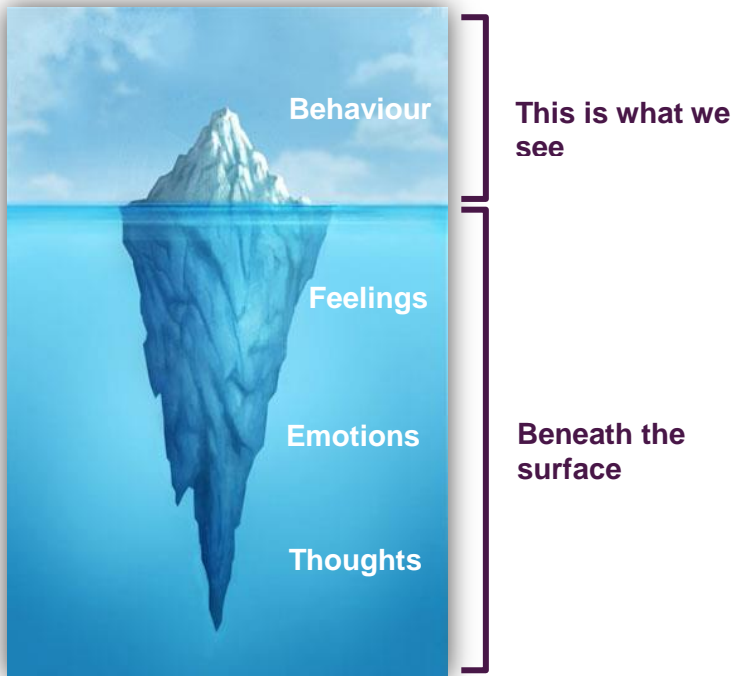 Behaviour
This is what we
see
Feelings
Emotions
Beneath the
surface
Thoughts